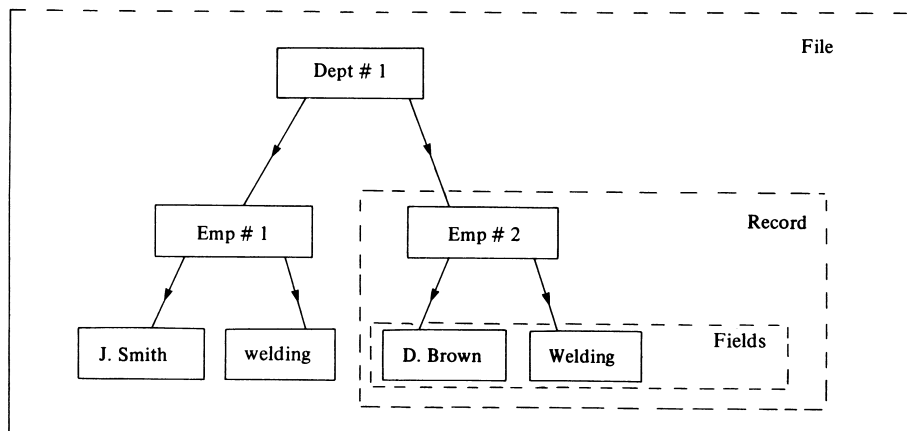 File
Dept # 1
Record
Emp # 1
Emp # 2
Fields
J. Smith
welding
D. Brown
Welding